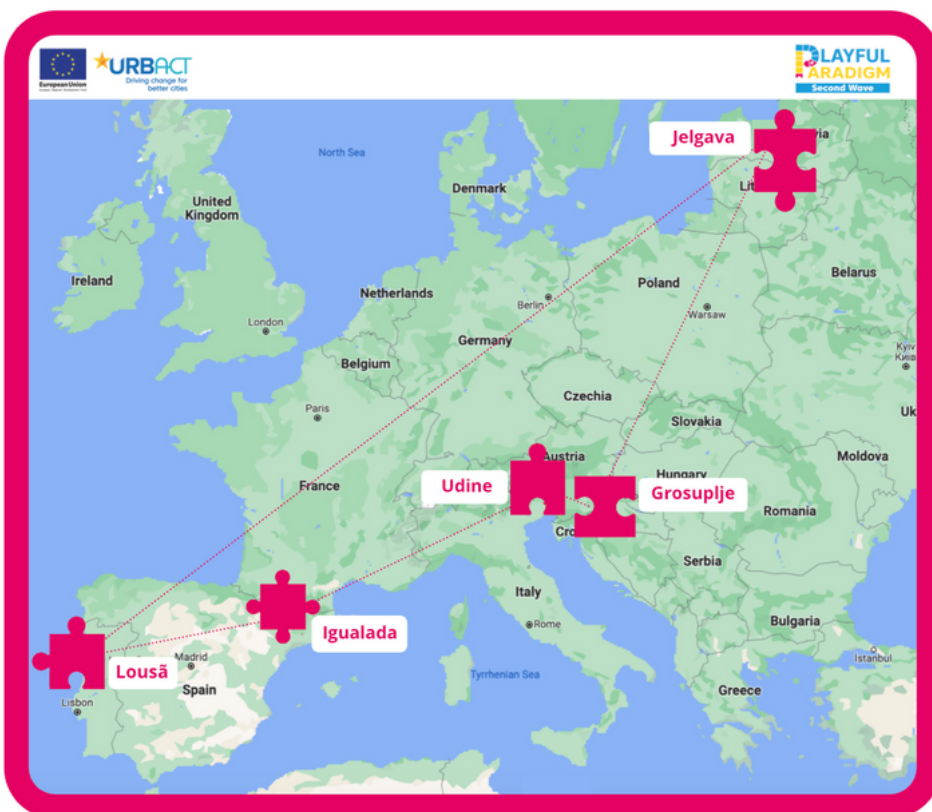 European Union
URBACT
Driving change for
better cities
PLAYFUL
PARADIGM
Second Wave
Jelgava
North Sea
Denmark
United
Kingdom
Ireland
Netherlands
Belarus
Poland
Berlin
Warsaw
London
Germany
Belgium
Czechia
Paris
Slovakia
Austria
Moldova
Udine
France
Hungary
Grosuplje
Romania
Serbia
Italy
Igualada
Rome
Bulgaria
Madrid
Lousã
Istanbul
Spain
Tyrrhenian Sea
Greece
Lisbon